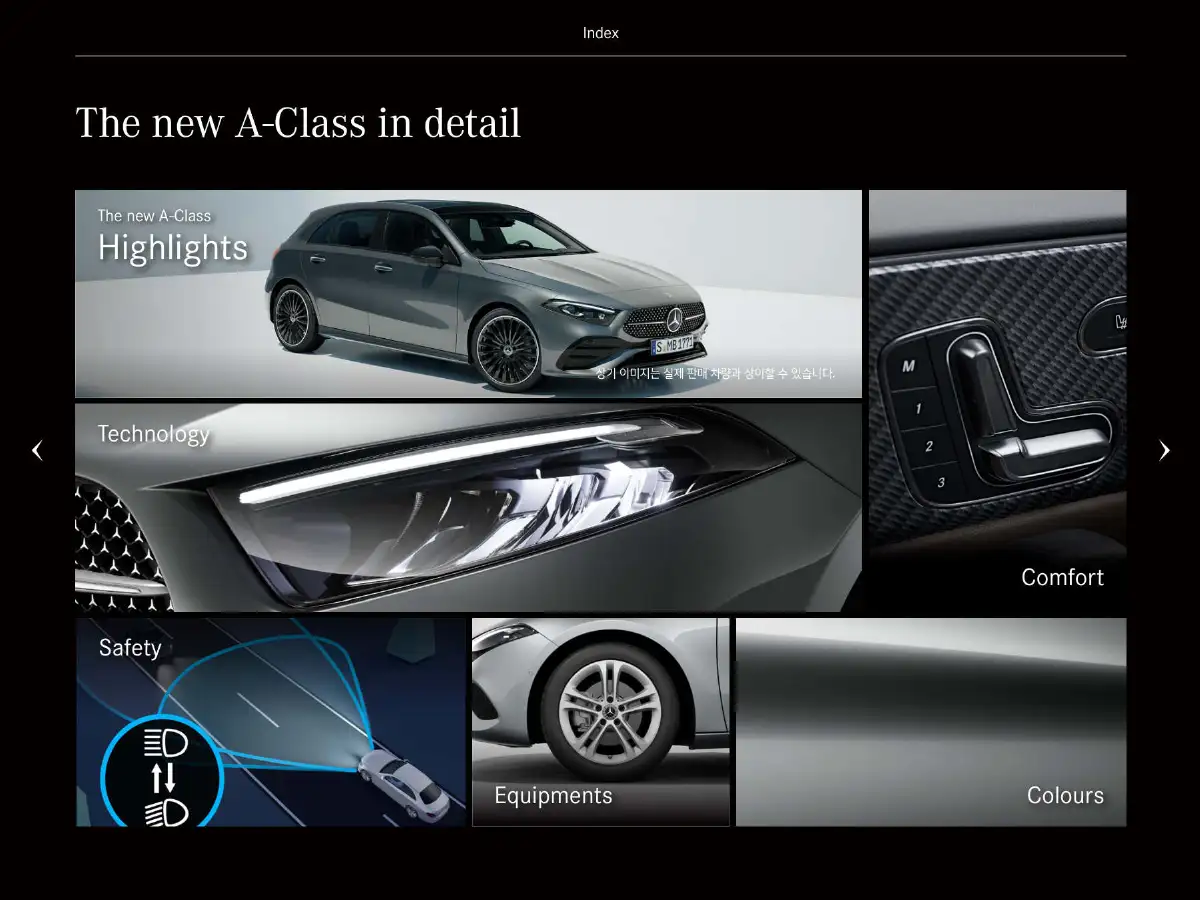 Index
The new A-Class in detail
The new A-Class
Highlights
S MB1771
상기 이미지는 실제 판매 차량과 상이할 수 있습니다.
Technology
M
1
2
3
Comfort
Safety
Equipments
Colours